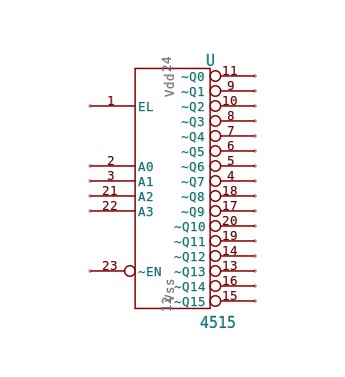 U
Vdd 24
~Q0 11
~Q1 9
1 EL ~Q2 10
~Q3 8
~Q4 7
~Q5 6
2 A0 ~Q6 5
3 A1 ~Q7 4
21 A2 ~Q8 18
22 A3 ~Q9 17
~Q10 20
~Q11 19
~Q12 14
23 ~EN ~Q13 13
~Q14 16
12 Vss
~Q15 15
4515